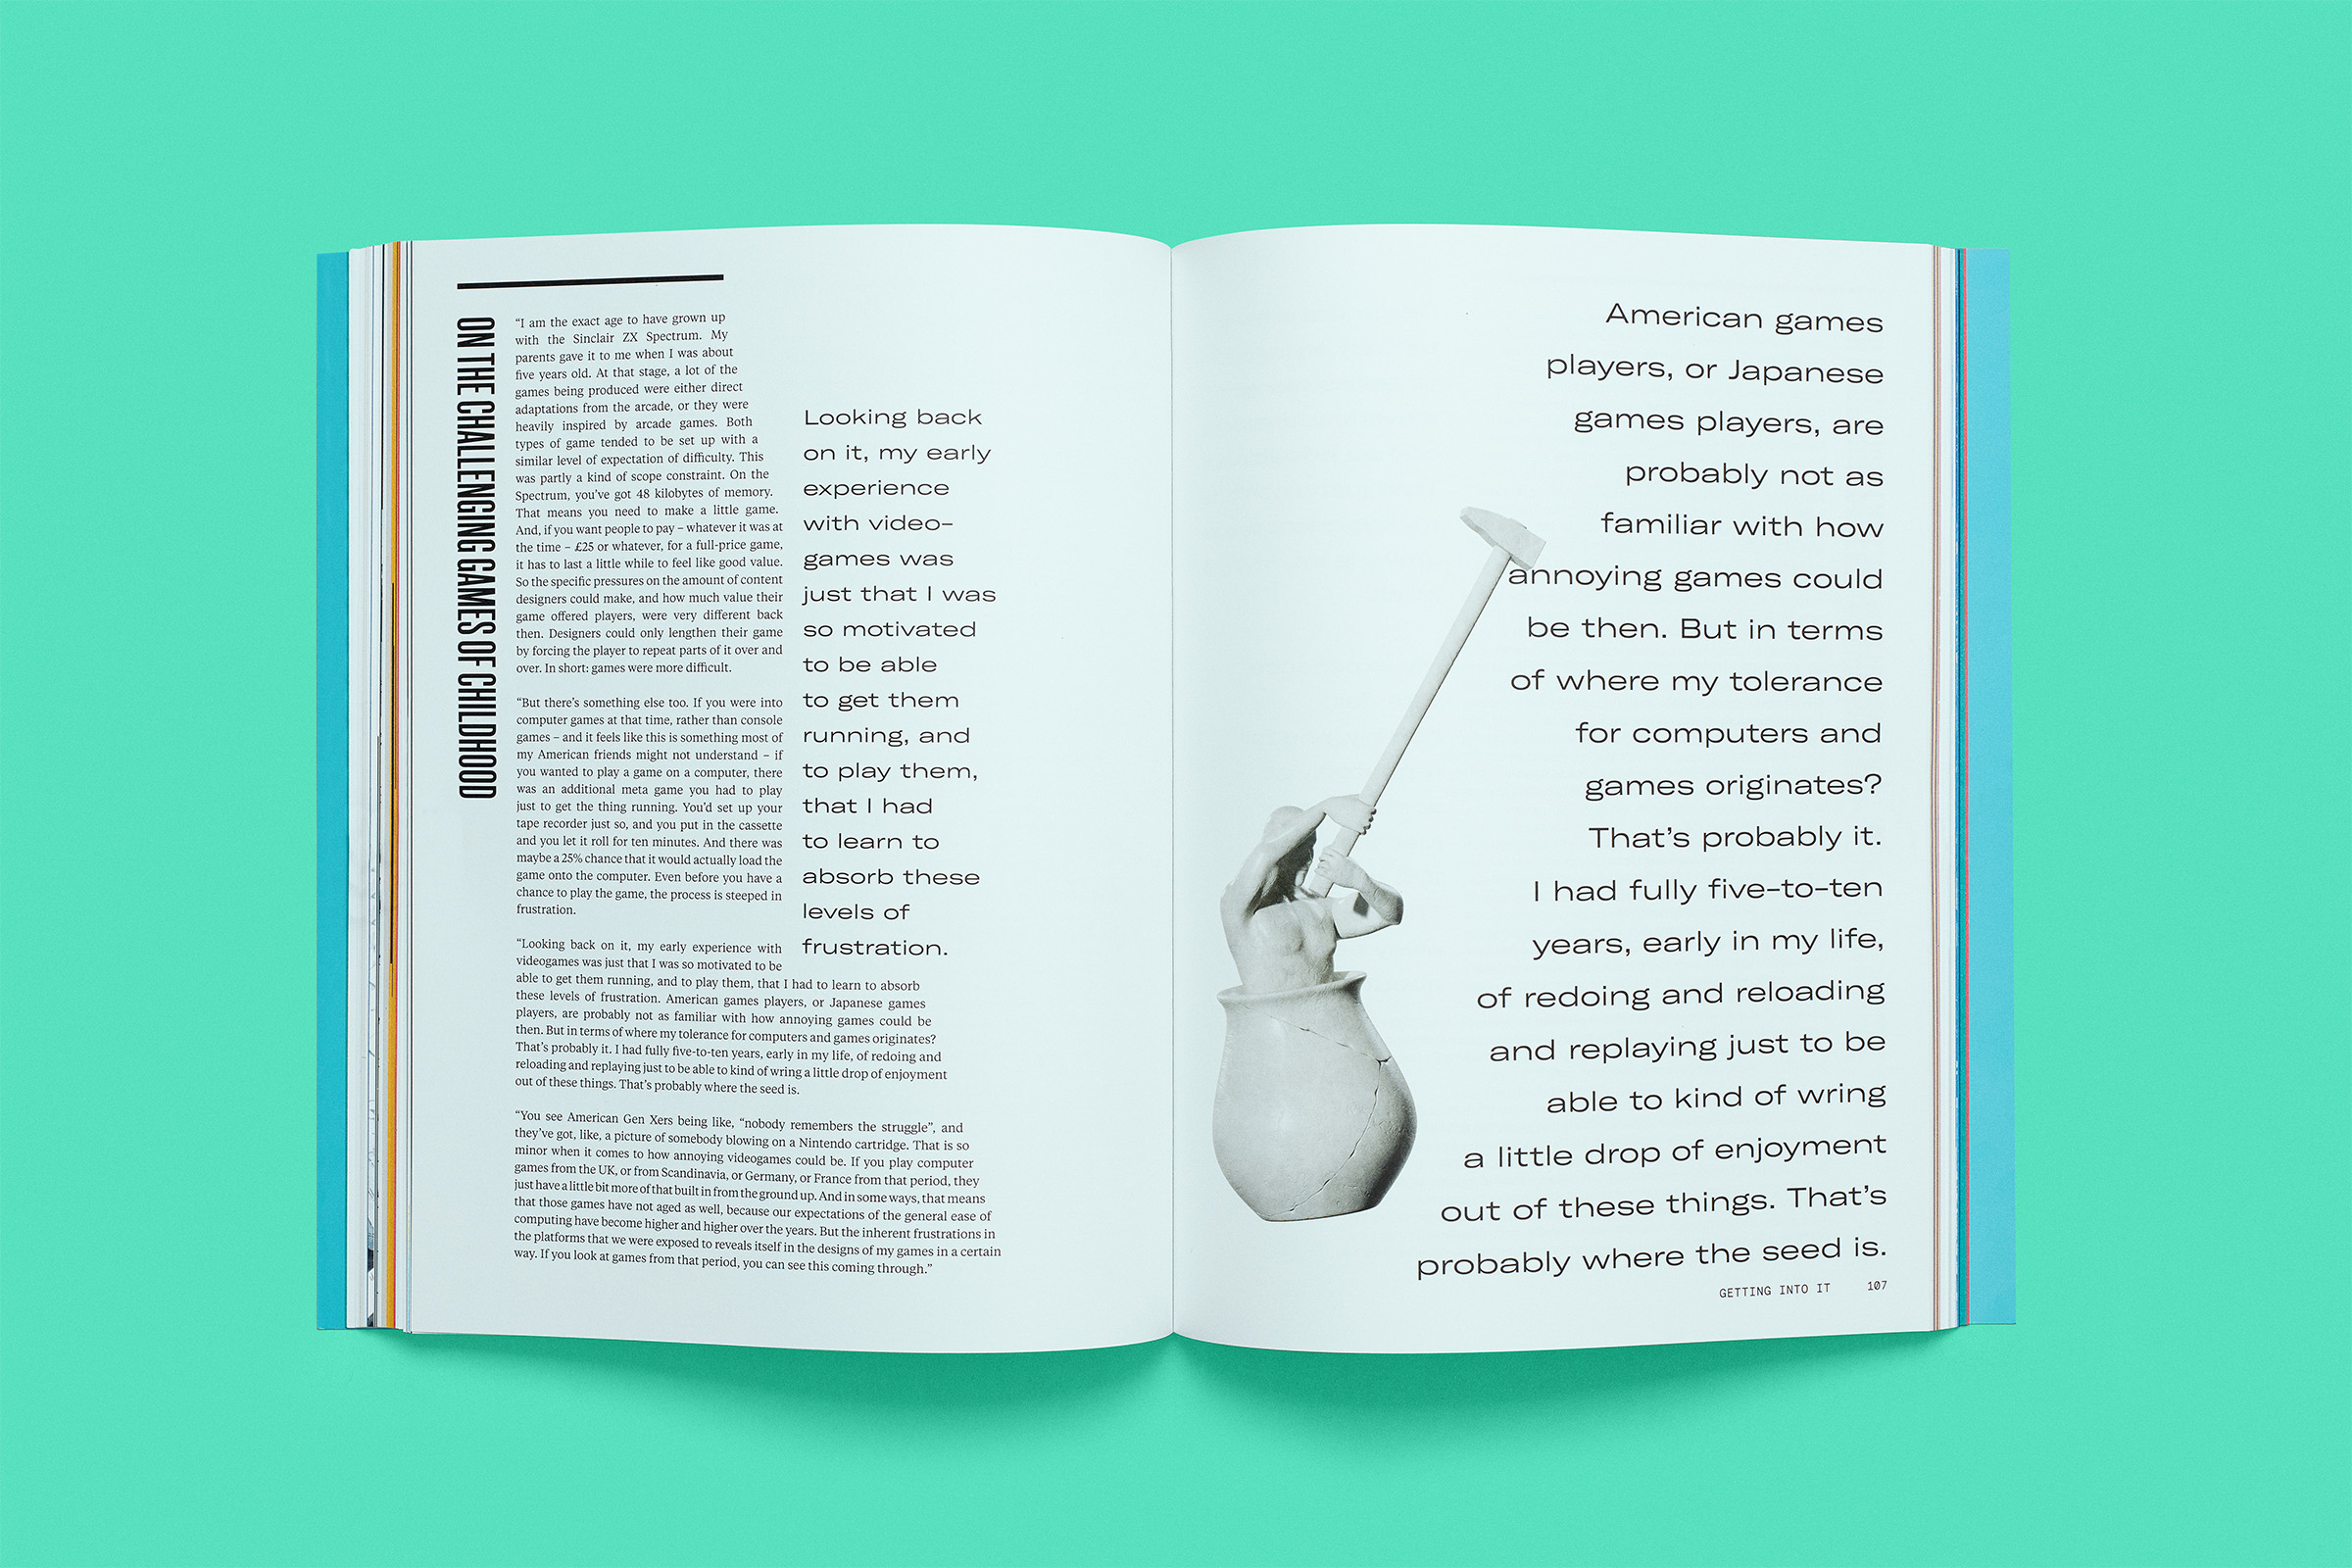 ON THE CHALLENGING GAMES OF CHILDHOOD
“I am the exact age to have grown up
with the Sinclair ZX Spectrum. My
parents gave it to me when I was about
five years old. At that stage, a lot of the
games being produced were either direct
adaptations from the arcade, or they were
heavily inspired by arcade games. Both
types of game tended to be set up with a
similar level of expectation of difficulty. This
was partly a kind of scope constraint. On the
Spectrum, you’ve got 48 kilobytes of memory.
That means you need to make a little game.
And, if you want people to pay – whatever it was at
the time – £25 or whatever, for a full-price game,
it has to last a little while to feel like good value.
So the specific pressures on the amount of content
designers could make, and how much value their
game offered players, were very different back
then. Designers could only lengthen their game
by forcing the player to repeat parts of it over and
over. In short: games were more difficult.
“But there’s something else too. If you were into
computer games at that time, rather than console
games – and it feels like this is something most of
my American friends might not understand – if
you wanted to play a game on a computer, there
was an additional meta game you had to play
just to get the thing running. You’d set up your
tape recorder just so, and you put in the cassette
and you let it roll for ten minutes. And there was
maybe a 25% chance that it would actually load the
game onto the computer. Even before you have a
chance to play the game, the process is steeped in
frustration.
“Looking back on it, my early experience with
videogames was just that I was so motivated to be
able to get them running, and to play them, that I had to learn to absorb
these levels of frustration. American games players, or Japanese games
players, are probably not as familiar with how annoying games could be
then. But in terms of where my tolerance for computers and games originates?
That’s probably it. I had fully five-to-ten years, early in my life, of redoing and
reloading and replaying just to be able to kind of wring a little drop of enjoyment
out of these things. That’s probably where the seed is.
“You see American Gen Xers being like, “nobody remembers the struggle”, and
they’ve got, like, a picture of somebody blowing on a Nintendo cartridge. That is so
minor when it comes to how annoying videogames could be. If you play computer
games from the UK, or from Scandinavia, or Germany, or France from that period, they
just have a little bit more of that built in from the ground up. And in some ways, that means
that those games have not aged as well, because our expectations of the general ease of
computing have become higher and higher over the years. But the inherent frustrations in
the platforms that we were exposed to reveals itself in the designs of my games in a certain
way. If you look at games from that period, you can see this coming through.”
Looking back
on it, my early
experience
with video-
games was
just that I was
so motivated
to be able
to get them
running, and
to play them,
that I had
to learn to
absorb these
levels of
frustration.
American games
players, or Japanese
games players, are
probably not as
familiar with how
annoying games could
be then. But in terms
of where my tolerance
for computers and
games originates?
That’s probably it.
I had fully five-to-ten
years, early in my life,
of redoing and reloading
and replaying just to be
able to kind of wring
a little drop of enjoyment
out of these things. That’s
probably where the seed is.
GETTING INTO IT 107